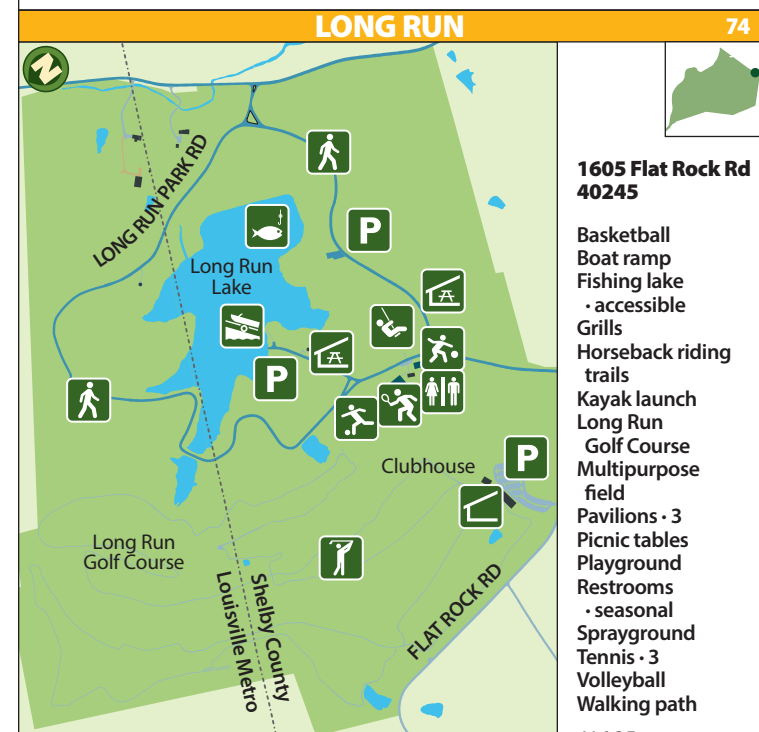 LONG RUN
74
N
LONG RUN PARK RD
P
Long Run
Lake
P
Clubhouse
P
Long Run
Golf Course
Shelby County
Louisville Metro
FLAT ROCK RD
1605 Flat Rock Rd
40245
Basketball
Boat ramp
Fishing lake
· accessible
Grills
Horseback riding
trails
Kayak launch
Long Run
Golf Course
Multipurpose
field
Pavilions · 3
Picnic tables
Playground
Restrooms
· seasonal
Sprayground
Tennis · 3
Volleyball
Walking path